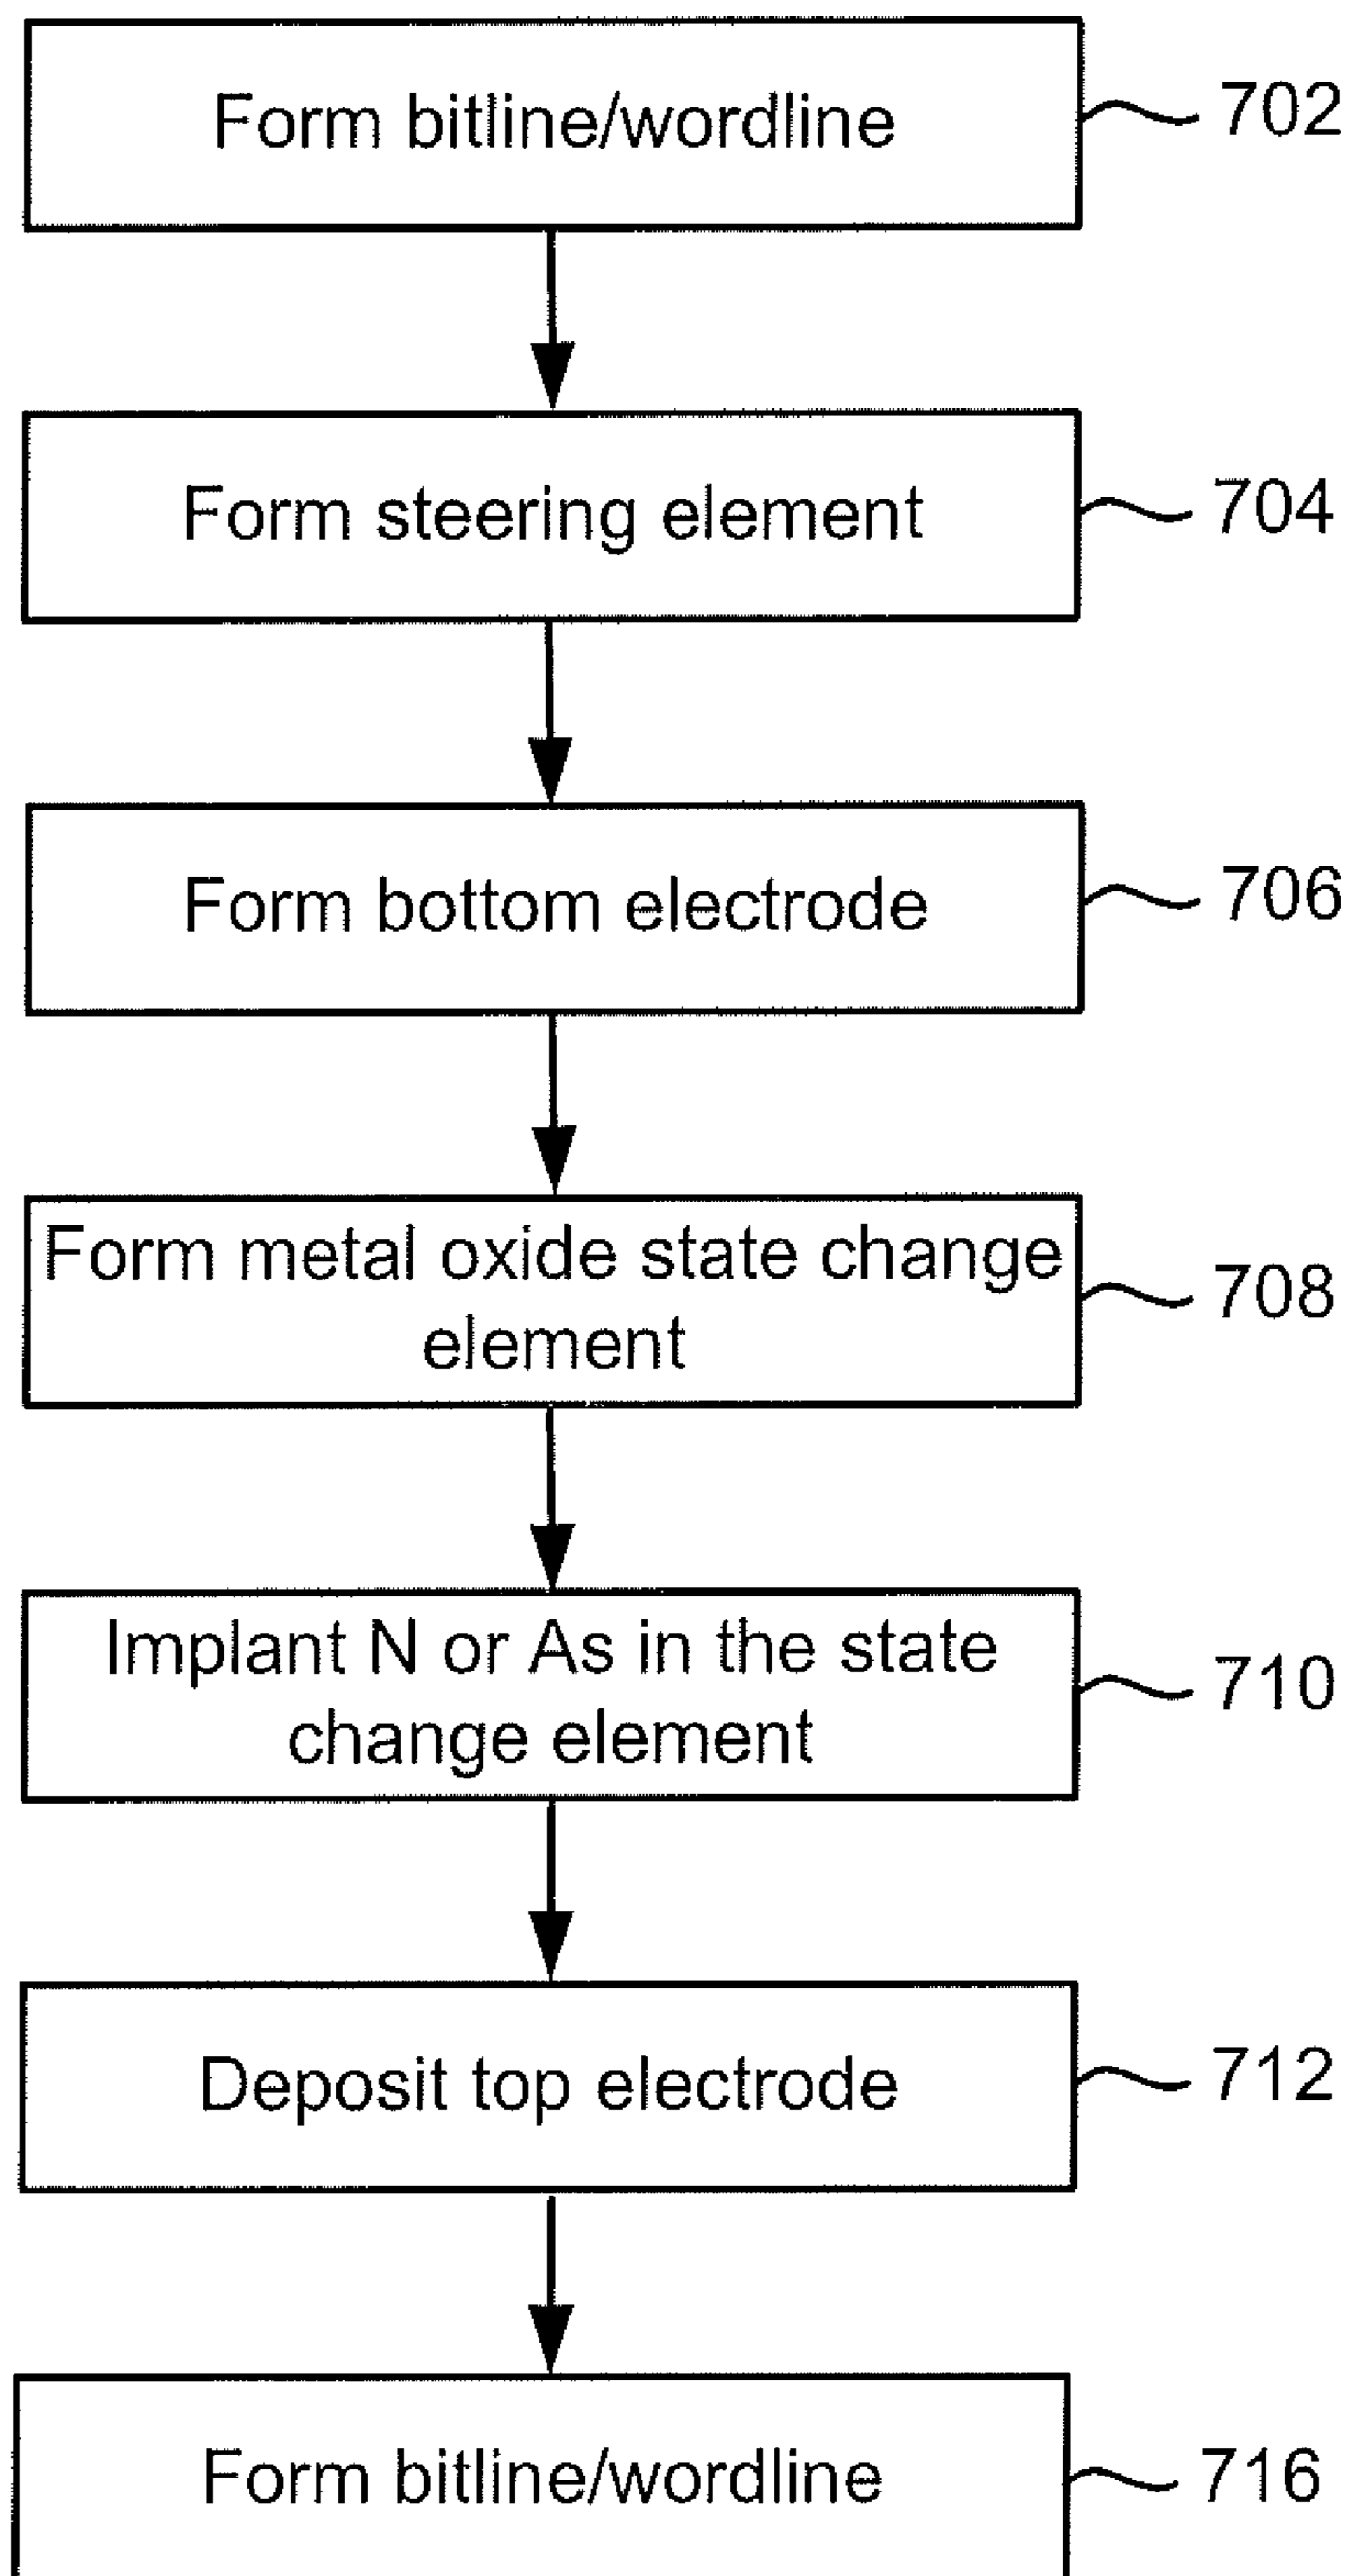 Form bitline/wordline
702
Form steering element
704
Form bottom electrode
706
Form metal oxide state change
element
708
Implant N or As in the state
change element
710
Deposit top electrode
712
Form bitline/wordline
716